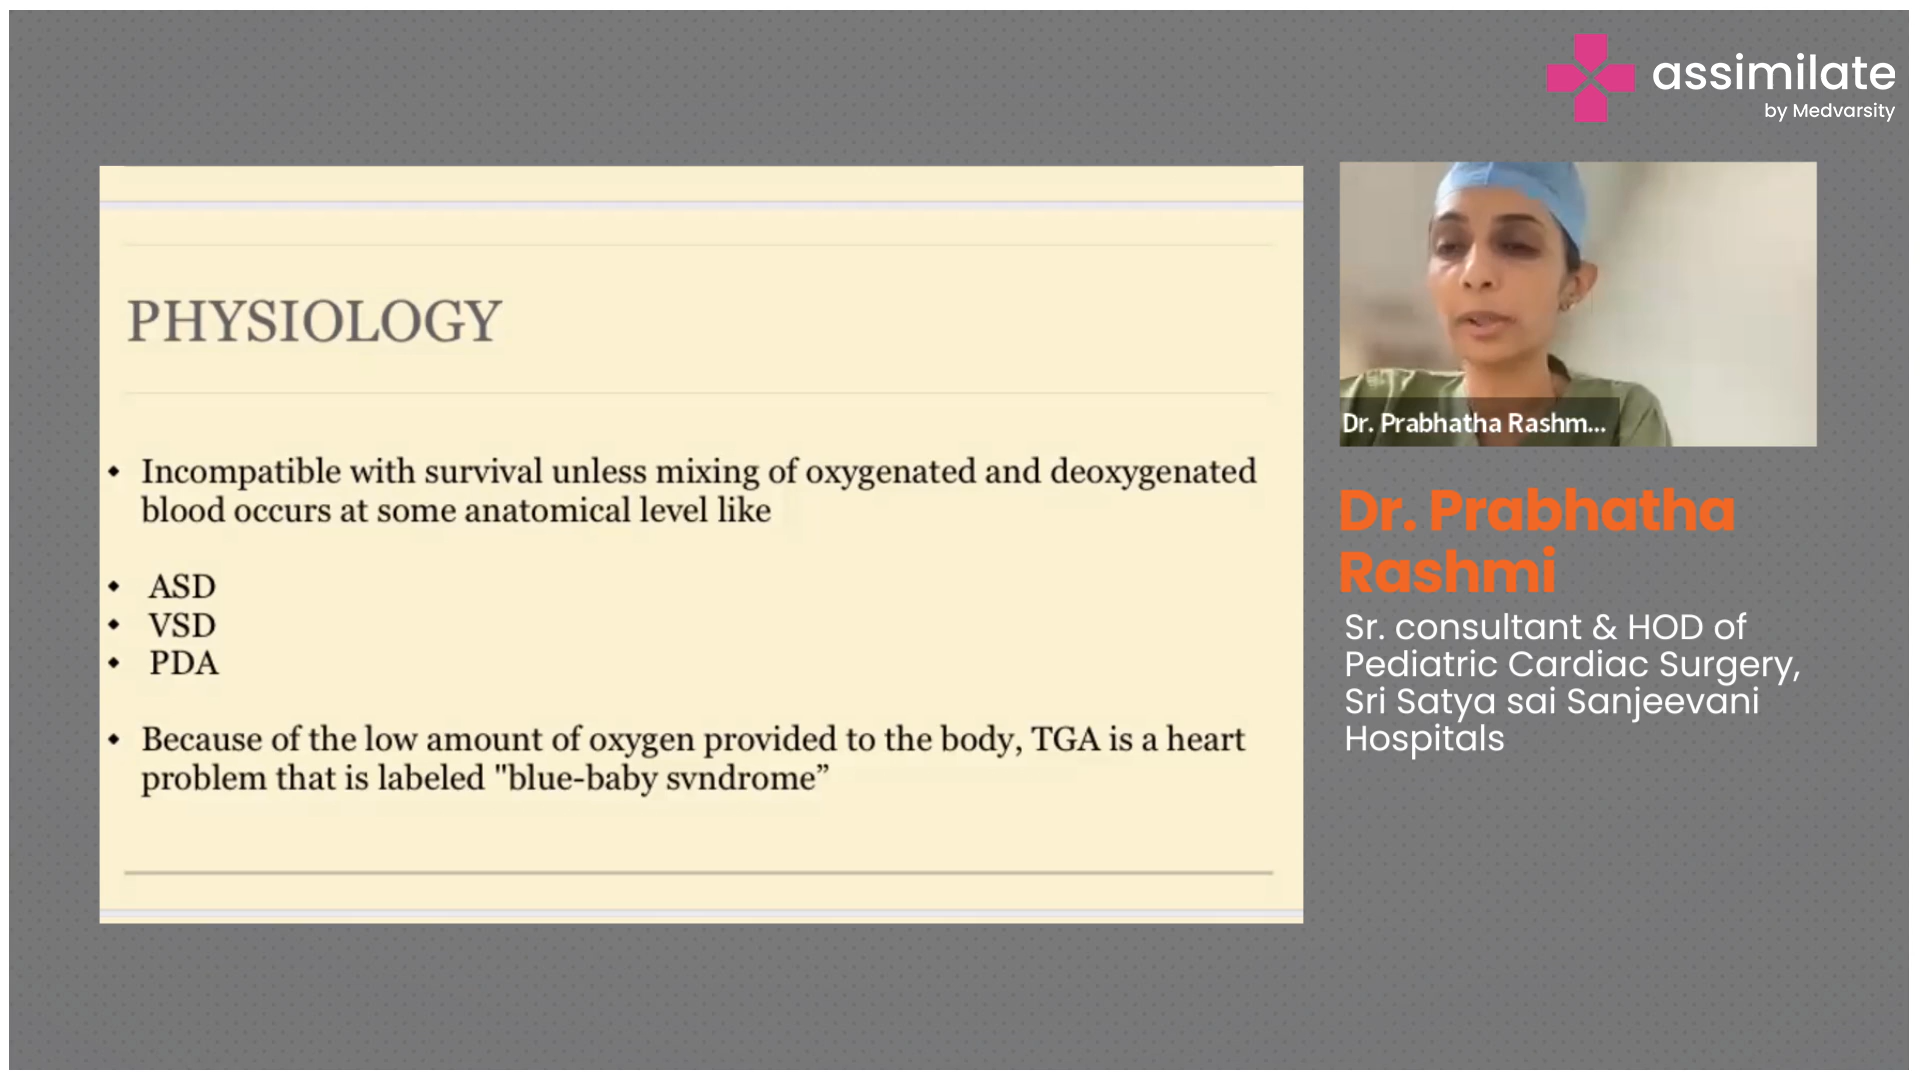 assimilate
by Medvarsity
PHYSIOLOGY
Incompatible with survival unless mixing of oxygenated and deoxygenated
blood occurs at some anatomical level like
ASD
VSD
PDA
Because of the low amount of oxygen provided to the body, TGA is a heart
problem that is labeled "blue-baby svndrome”
Dr. Prabhatha Rashm...
Dr. Prabhatha
Rashmi
Sr. consultant & HOD of
Pediatric Cardiac Surgery,
Sri Satya sai Sanjeevani
Hospitals